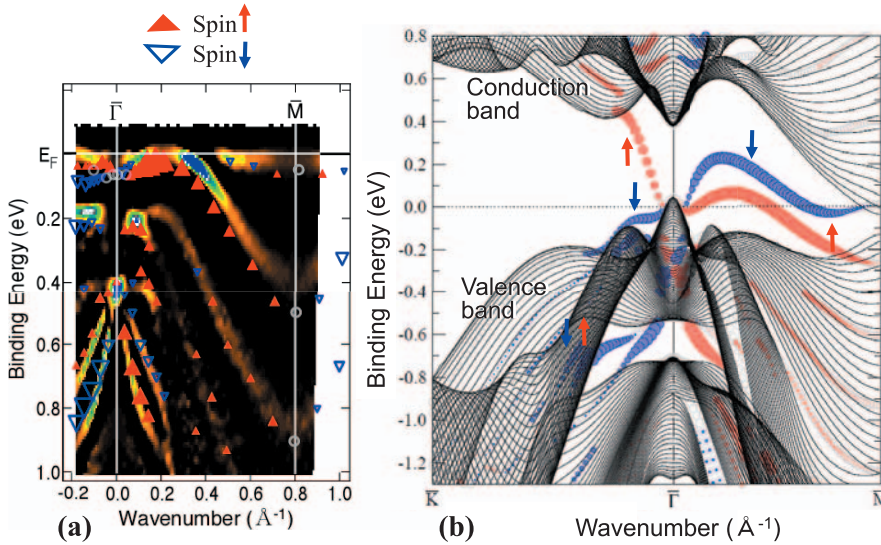 Spin
Spin
Γ̄
M̄
E_F
0.2
0.4
0.6
0.8
1.0
-0.2
0.0
0.2
0.4
0.6
0.8
1.0
Binding Energy (eV)
Wavenumber (Å⁻¹)
(a)
0.8
0.6
0.4
0.2
0.0
-0.2
-0.4
-0.6
-0.8
-1.0
-1.2
Binding Energy (eV)
Conduction
band
Valence
band
K̄
Γ̄
M̄
(b)
Wavenumber (Å⁻¹)